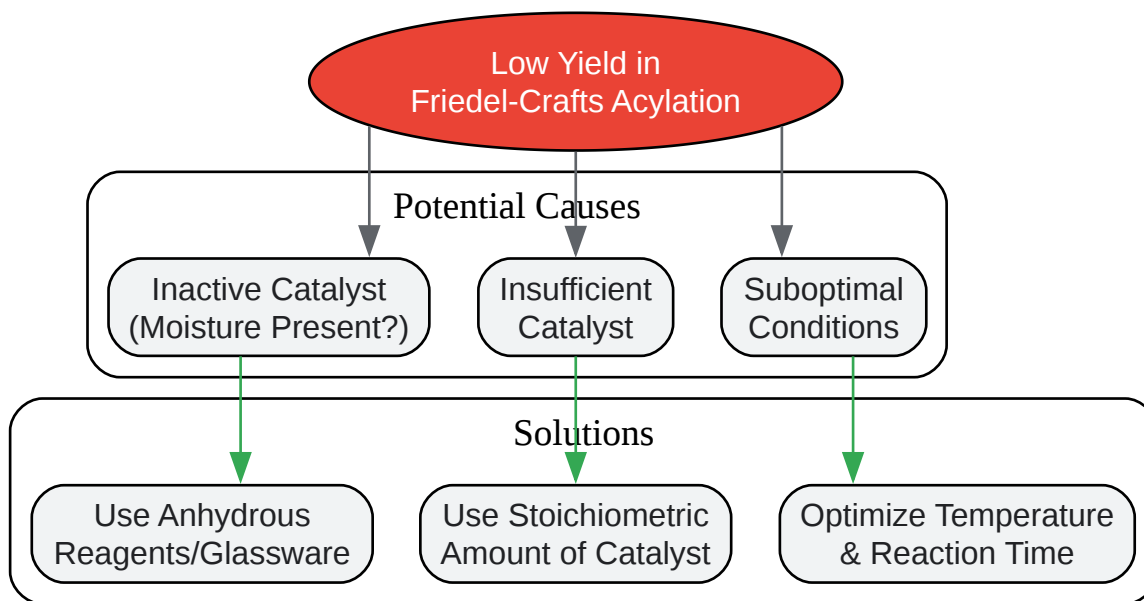 Low Yield in
Friedel-Crafts Acylation
Potential Causes
Inactive Catalyst
(Moisture Present?)
Insufficient
Catalyst
Suboptimal
Conditions
Solutions
Use Anhydrous
Reagents/Glassware
Use Stoichiometric
Amount of Catalyst
Optimize Temperature
& Reaction Time